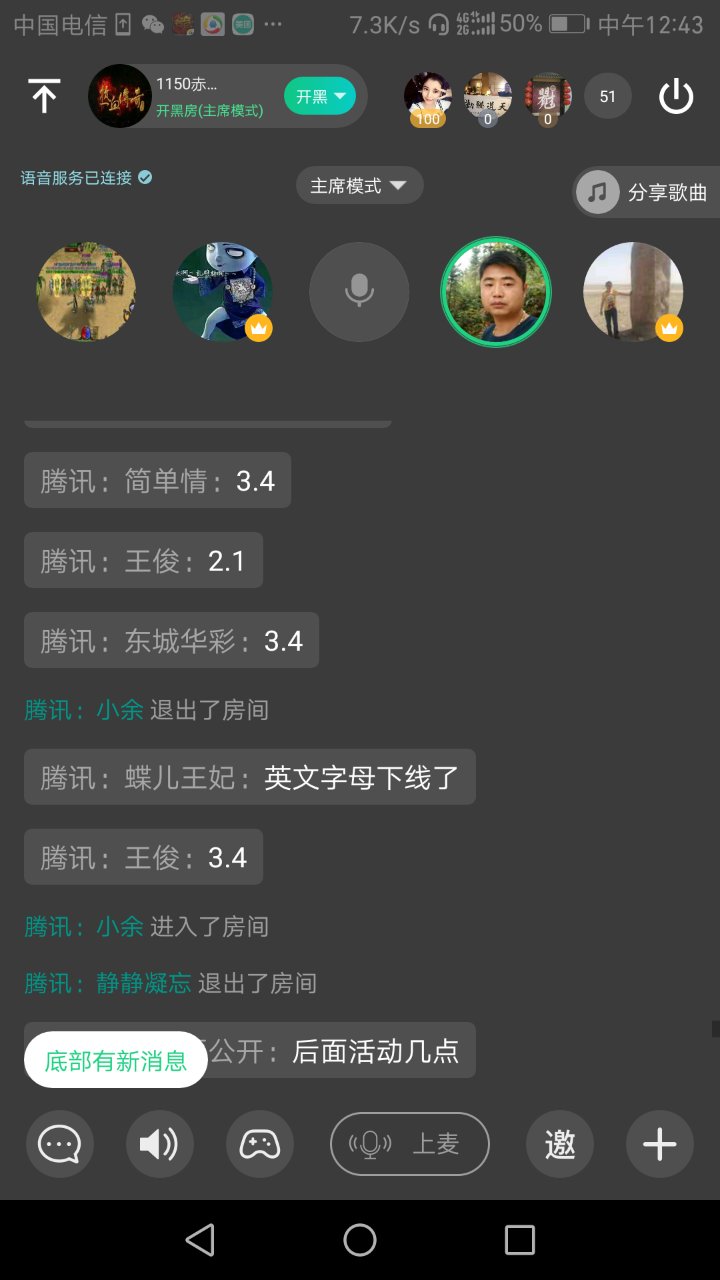 中国电信 7.3K/s 50% 中午12:43
1150赤...
开黑房(主席模式)
开黑
100 0 0 51
语音服务已连接
主席模式
分享歌曲
腾讯：简单情：3.4
腾讯：王俊：2.1
腾讯：东城华彩：3.4
腾讯：小余 退出了房间
腾讯：蝶儿王妃：英文字母下线了
腾讯：王俊：3.4
腾讯：小余 进入了房间
腾讯：静静凝忘 退出了房间
公开：后面活动几点
底部有新消息
上麦
邀